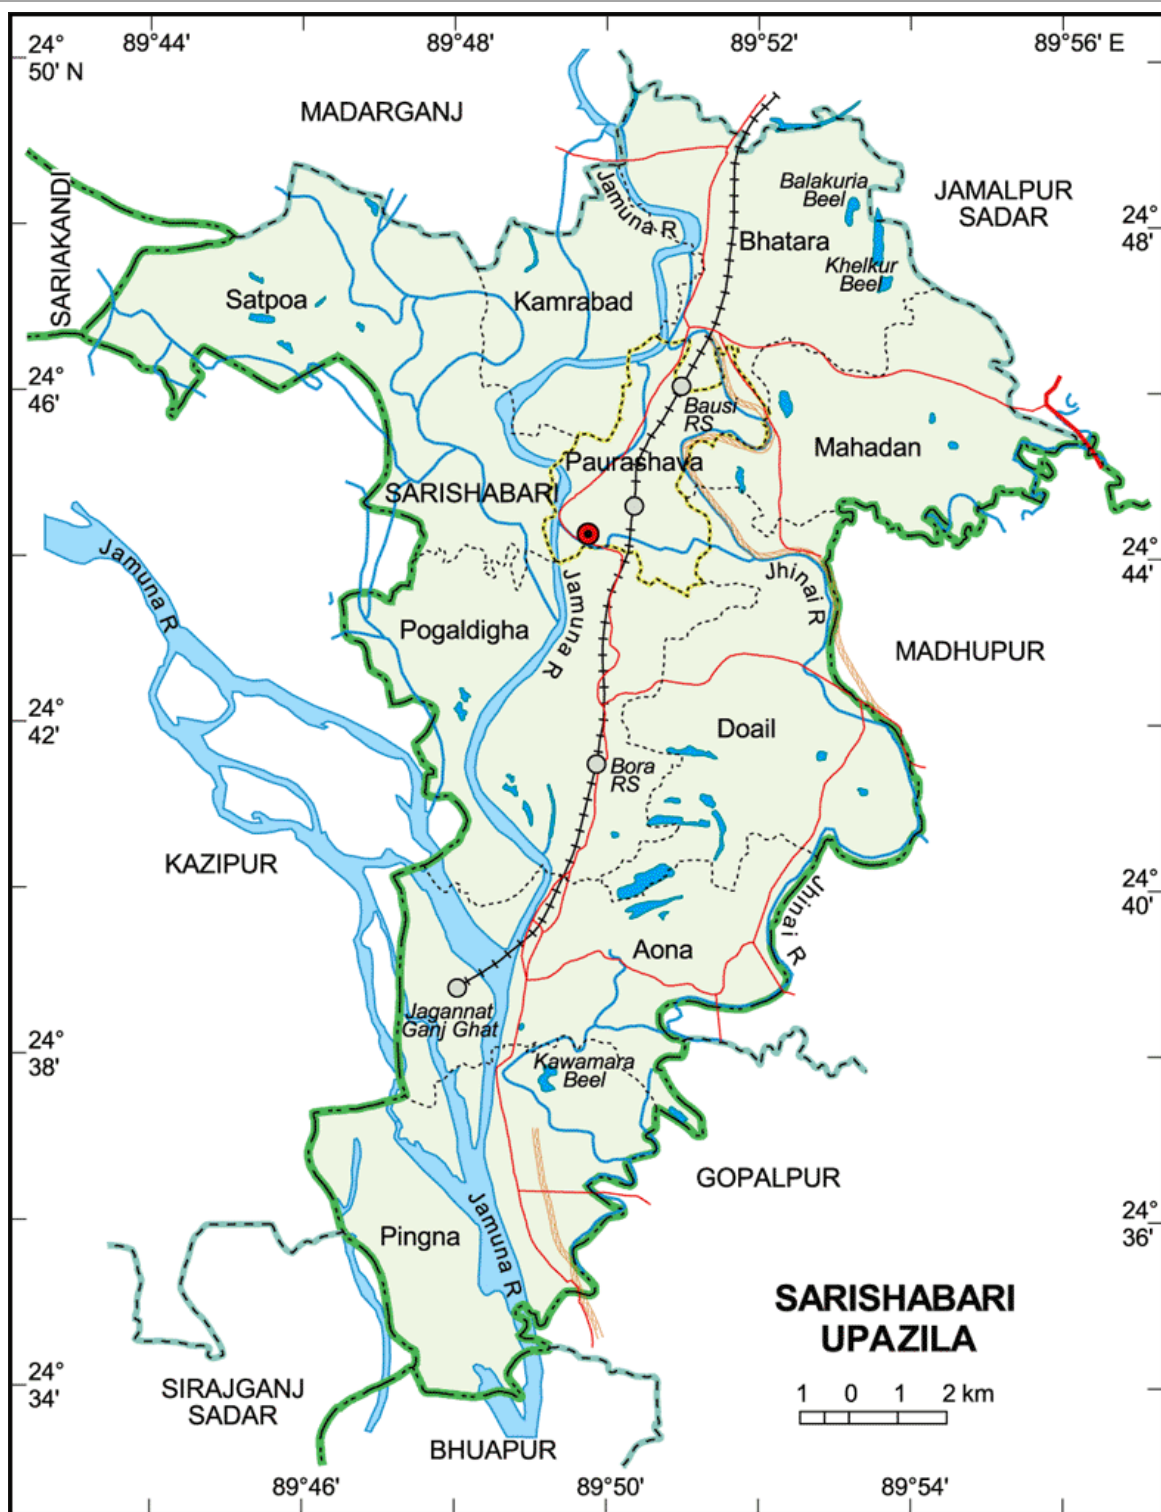 89°44'
89°48'
89°52'
89°56' E
24°
50' N
MADARGANJ
SARIAKANDI
Jamuna R
Balakuria
Beel
JAMALPUR
SADAR
24°
48'
Bhatara
Khelkur
Beel
Satpoa
Kamrabad
24°
46'
Bausi
RS
Mahadan
Paurashava
SARISHABARI
Jamuna R
24°
44'
Jhinai R
Jamuna R
Pogaldigha
MADHUPUR
24°
42'
Doail
Bora
RS
KAZIPUR
24°
40'
Jhinai R
Aona
Jagannat
Ganj Ghat
24°
38'
Kawamara
Beel
GOPALPUR
Jamuna R
24°
36'
Pingna
SARISHABARI
UPAZILA
24°
34'
SIRAJGANJ
SADAR
1 0 1 2 km
BHUAPUR
89°46'
89°50'
89°54'